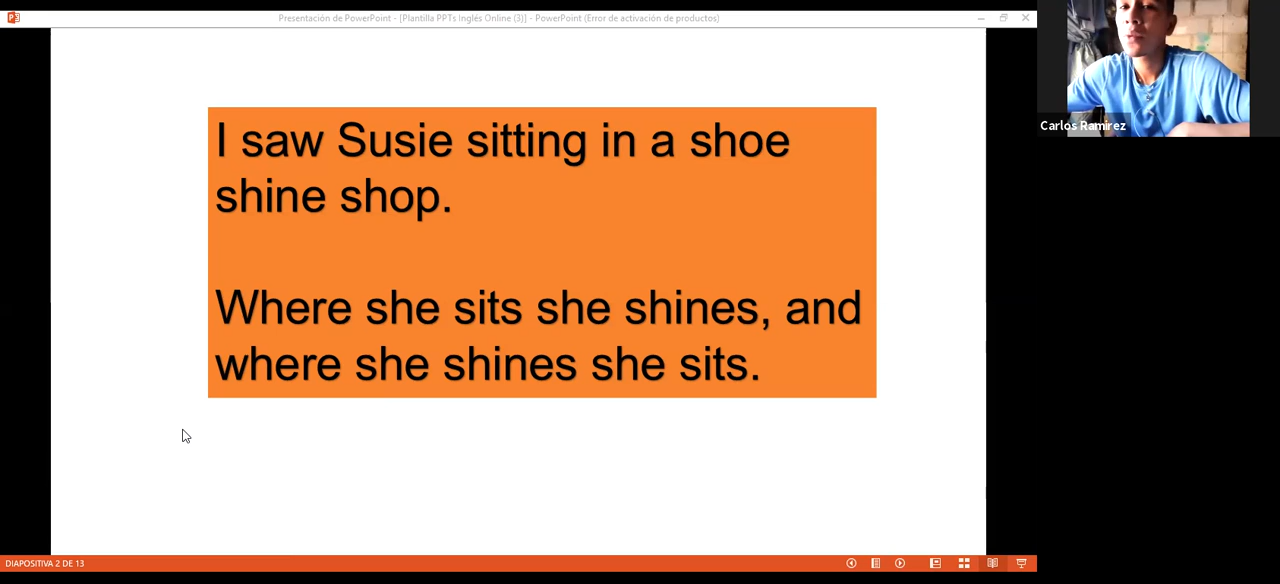 Presentación de PowerPoint - [Plantilla PPTs Inglés Online (3)] - PowerPoint (Error de activación de productos)
I saw Susie sitting in a shoe
shine shop.
Where she sits she shines, and
where she shines she sits.
Carlos Ramirez
DIAPOSITIVA 2 DE 13